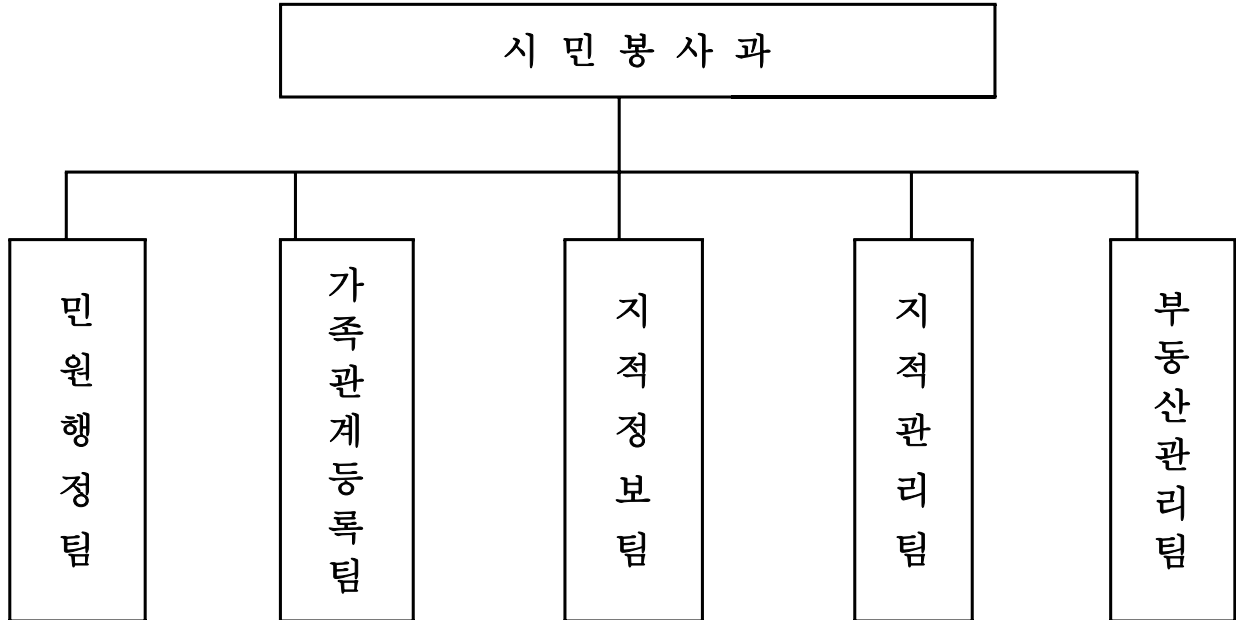 시민봉사과
민원행정팀
가족관계등록팀
지적정보팀
지적관리팀
부동산관리팀